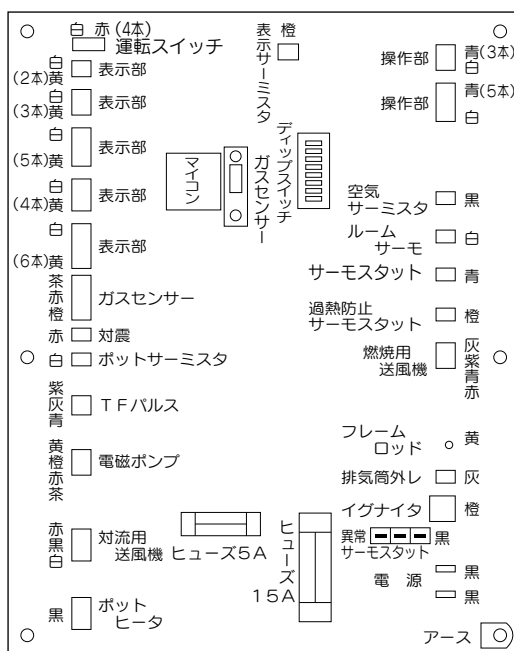 白 赤(4本)
運転スイッチ
白
(2本)黄
表示部
白
(3本)黄
表示部
白
(5本)黄
表示部
白
(4本)黄
表示部
白
(6本)黄
表示部
茶
赤
橙
ガスセンサー
赤
対震
白
ポットサーミスタ
紫
灰
青
TFパルス
黄
橙
赤
茶
電磁ポンプ
赤
黒
白
対流用
送風機
黒
ポット
ヒータ
表示サーミスタ
橙
マイコン
ガスセンサー
ディップスイッチ
ヒューズ5A
ヒューズ
15A
操作部
青(3本)
白
操作部
青(5本)
白
空気
サーミスタ
黒
ルーム
サーモ
白
サーモスタット
青
過熱防止
サーモスタット
橙
燃焼用
送風機
灰
紫
青
赤
フレーム
ロッド
黄
排気筒外レ
灰
イグナイタ
橙
異常
サーモスタット
黒
電 源
黒
黒
アース